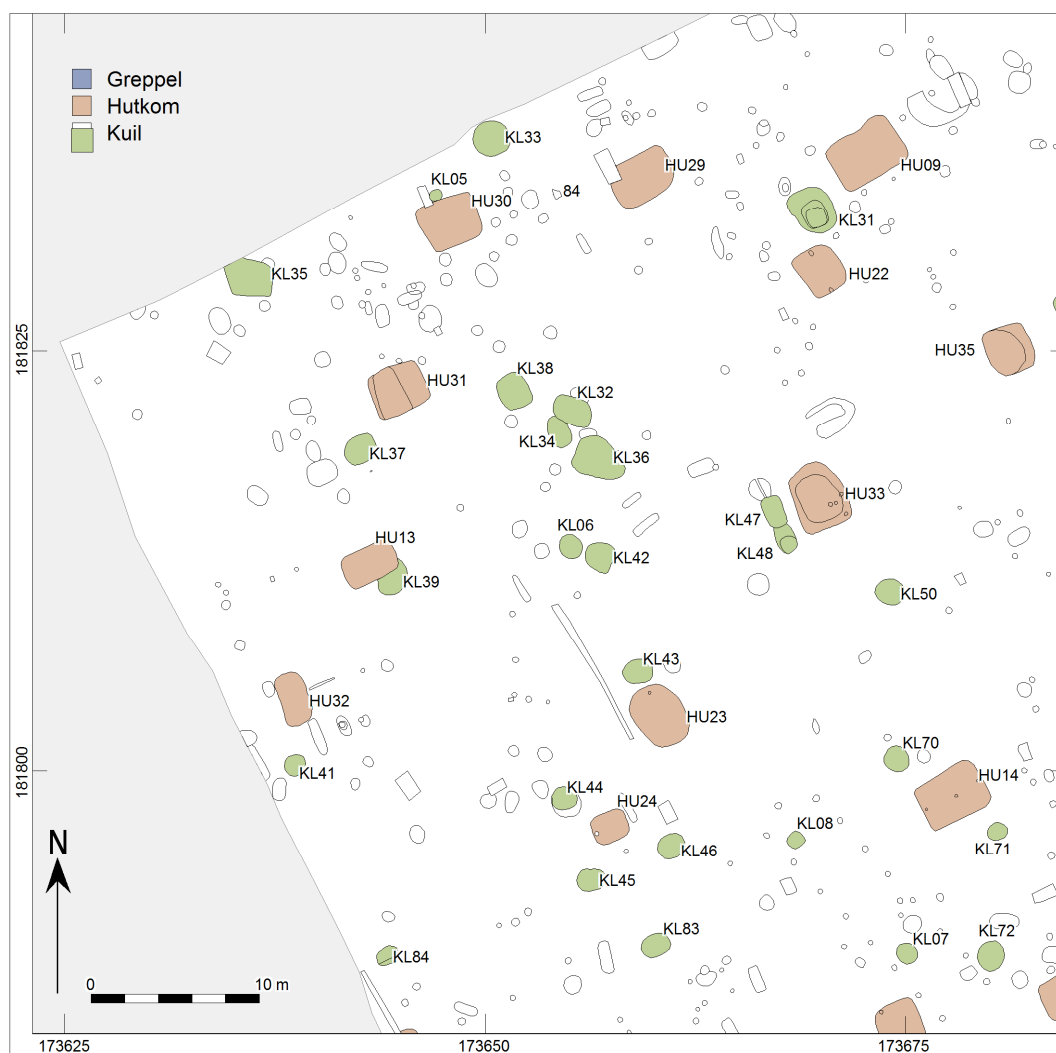 Greppel
Hutkom
Kuil
KL33
HU29
HU09
KL05
HU30
84
KL31
KL35
HU22
181825
HU35
HU31
KL38
KL32
KL34
KL36
KL37
HU33
KL47
KL48
KL06
KL42
HU13
KL39
KL50
KL43
HU23
HU32
KL41
KL70
HU14
181800
KL44
HU24
KL46
KL08
KL71
KL45
N
KL83
KL84
KL07
KL72
0 10 m
173625 173650 173675